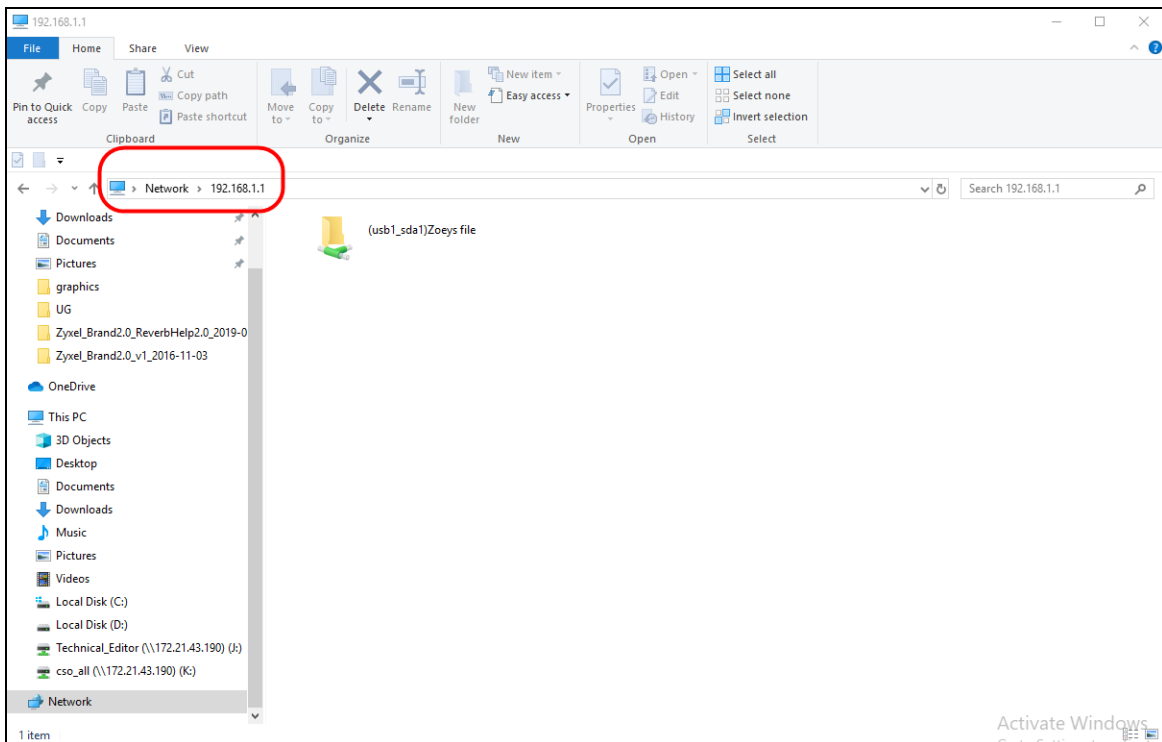 192.168.1.1
File Home Share View
Pin to Quick access
Copy
Paste
Cut
Copy path
Paste shortcut
Clipboard
Move to
Copy to
Delete
Rename
Organize
New folder
New item
Easy access
New
Properties
Open
Edit
History
Open
Select all
Select none
Invert selection
Select
Network > 192.168.1.1
Search 192.168.1.1
Downloads
Documents
Pictures
graphics
UG
Zyxel_Brand2.0_ReverbHelp2.0_2019-0
Zyxel_Brand2.0_v1_2016-11-03
OneDrive
This PC
3D Objects
Desktop
Documents
Downloads
Music
Pictures
Videos
Local Disk (C:)
Local Disk (D:)
Technical_Editor (\\172.21.43.190) (J:)
cso_all (\\172.21.43.190) (K:)
Network
(usb1_sda1)Zoeys file
1 item
Activate Windows